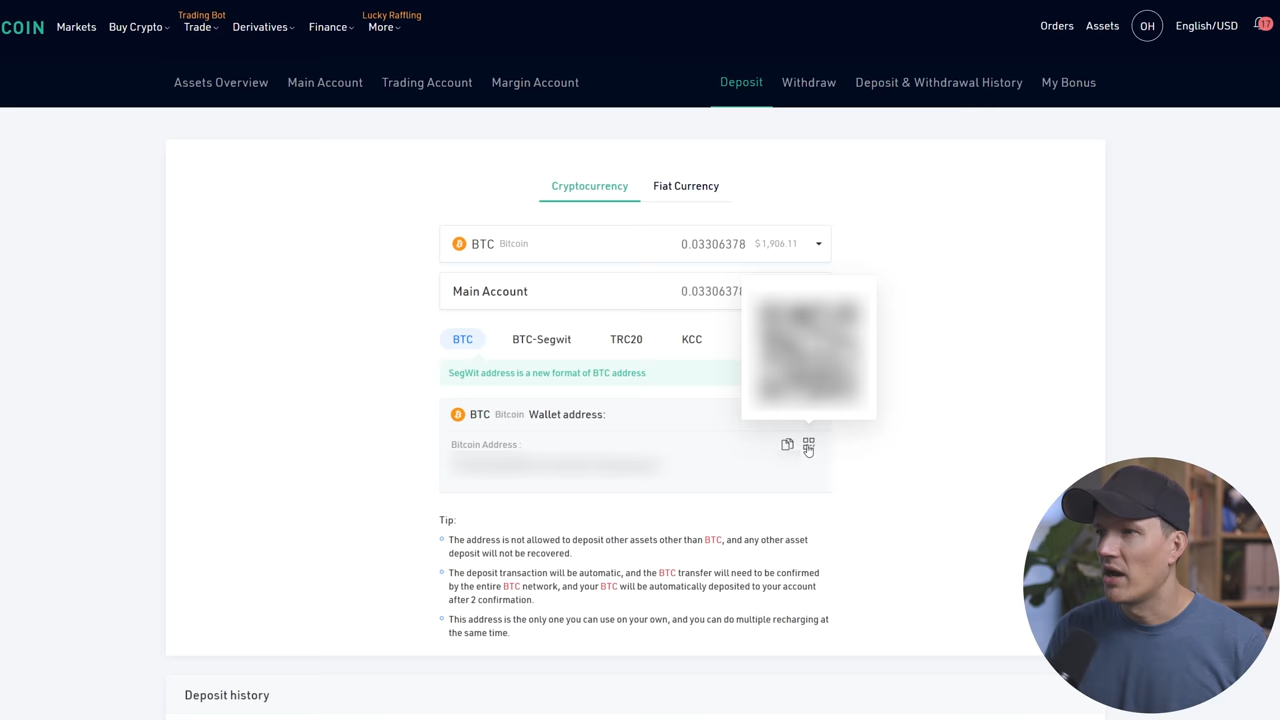 COIN
Markets
Buy Crypto
Trading Bot
Trade
Derivatives
Finance
Lucky Raffling
More
Orders
Assets
OH
English/USD
17
Assets Overview
Main Account
Trading Account
Margin Account
Deposit
Withdraw
Deposit & Withdrawal History
My Bonus
Cryptocurrency
Fiat Currency
BTC Bitcoin 0.03306378 $ 1,906.11
Main Account 0.03306378
BTC
BTC-Segwit
TRC20
KCC
SegWit address is a new format of BTC address
BTC Bitcoin Wallet address:
Bitcoin Address :
Tip:
The address is not allowed to deposit other assets other than BTC, and any other asset
deposit will not be recovered.
The deposit transaction will be automatic, and the BTC transfer will need to be confirmed
by the entire BTC network, and your BTC will be automatically deposited to your account
after 2 confirmation.
This address is the only one you can use on your own, and you can do multiple recharging at
the same time.
Deposit history